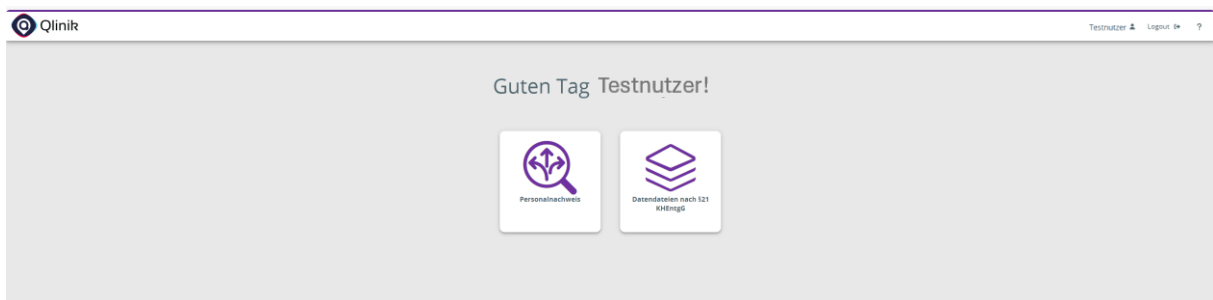 Qlinik
Testnutzer Logout ?
Guten Tag Testnutzer!
Personalnachweis
Datendateien nach §21
KHEntgG